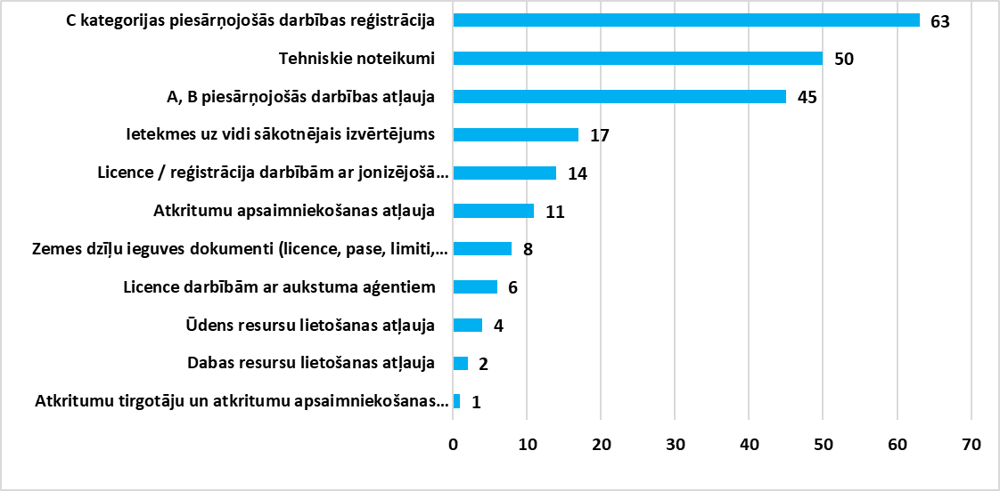 C kategorijas piesārņojošās darbības reģistrācija 63
Tehniskie noteikumi 50
A, B piesārņojošās darbības atļauja 45
Ietekmes uz vidi sākotnējais izvērtējums 17
Licence / reģistrācija darbībām ar jonizējošā... 14
Atkritumu apsaimniekošanas atļauja 11
Zemes dzīļu ieguves dokumenti (licence, pase, limiti,... 8
Licence darbībām ar aukstuma aģentiem 6
Ūdens resursu lietošanas atļauja 4
Dabas resursu lietošanas atļauja 2
Atkritumu tirgotāju un atkritumu apsaimniekošanas... 1
0 10 20 30 40 50 60 70